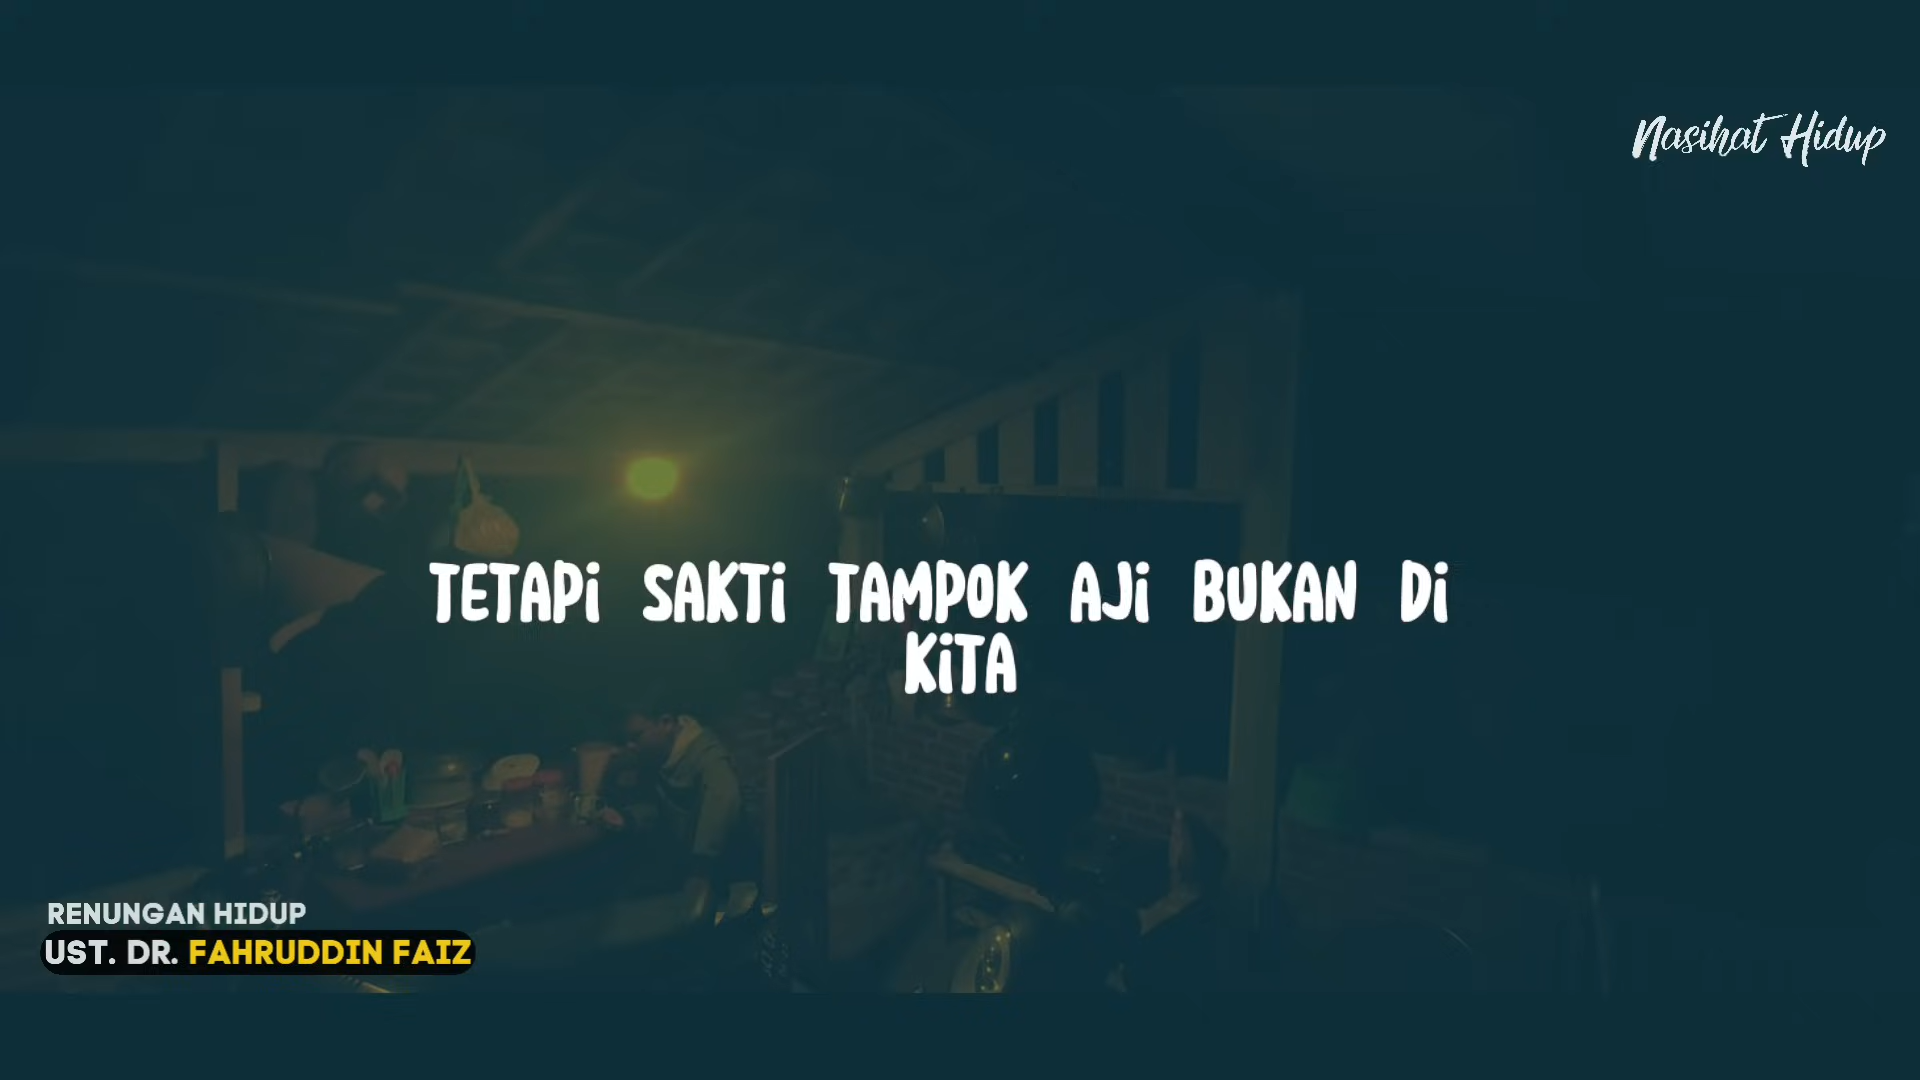 Nasihat Hidup
TETAPi SAKTi TAMPOK AJi BUKAN Di
KiTA
RENUNGAN HIDUP
UST. DR. FAHRUDDIN FAIZ